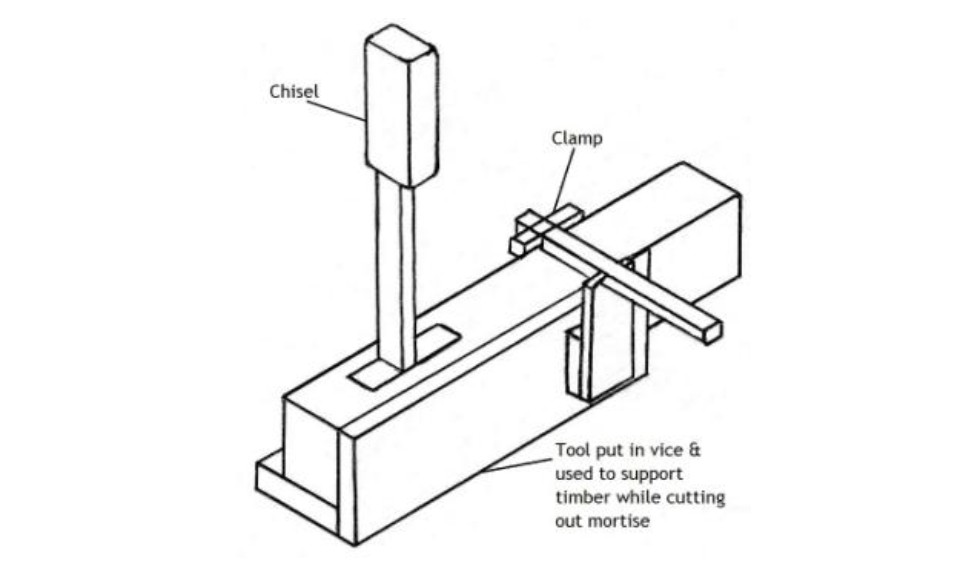 Chisel
Clamp
Tool put in vice &
used to support
timber while cutting
out mortise